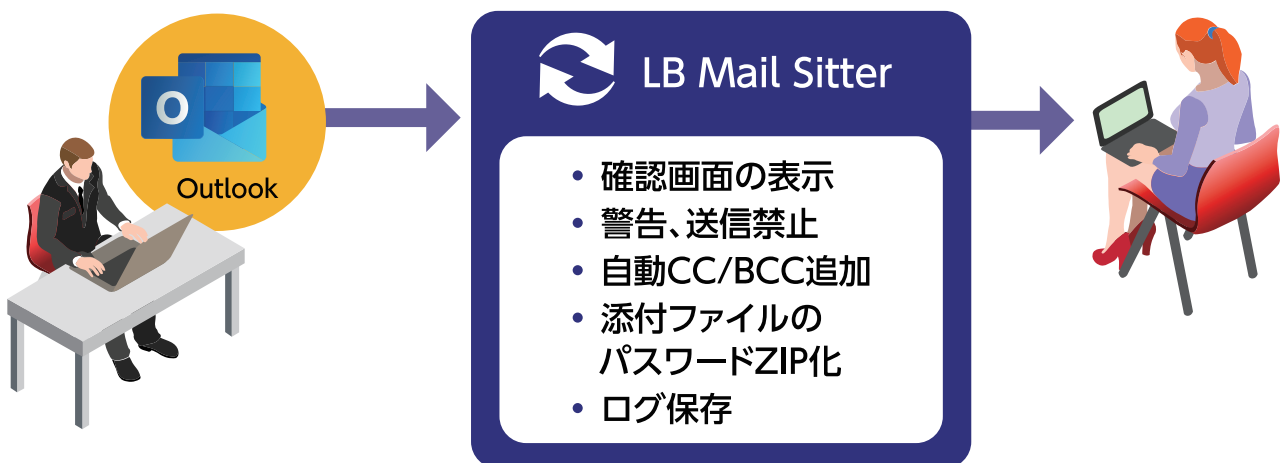 LB Mail Sitter
O
Outlook
• 確認画面の表示
• 警告、送信禁止
• 自動CC/BCC追加
• 添付ファイルの
パスワードZIP化
• ログ保存